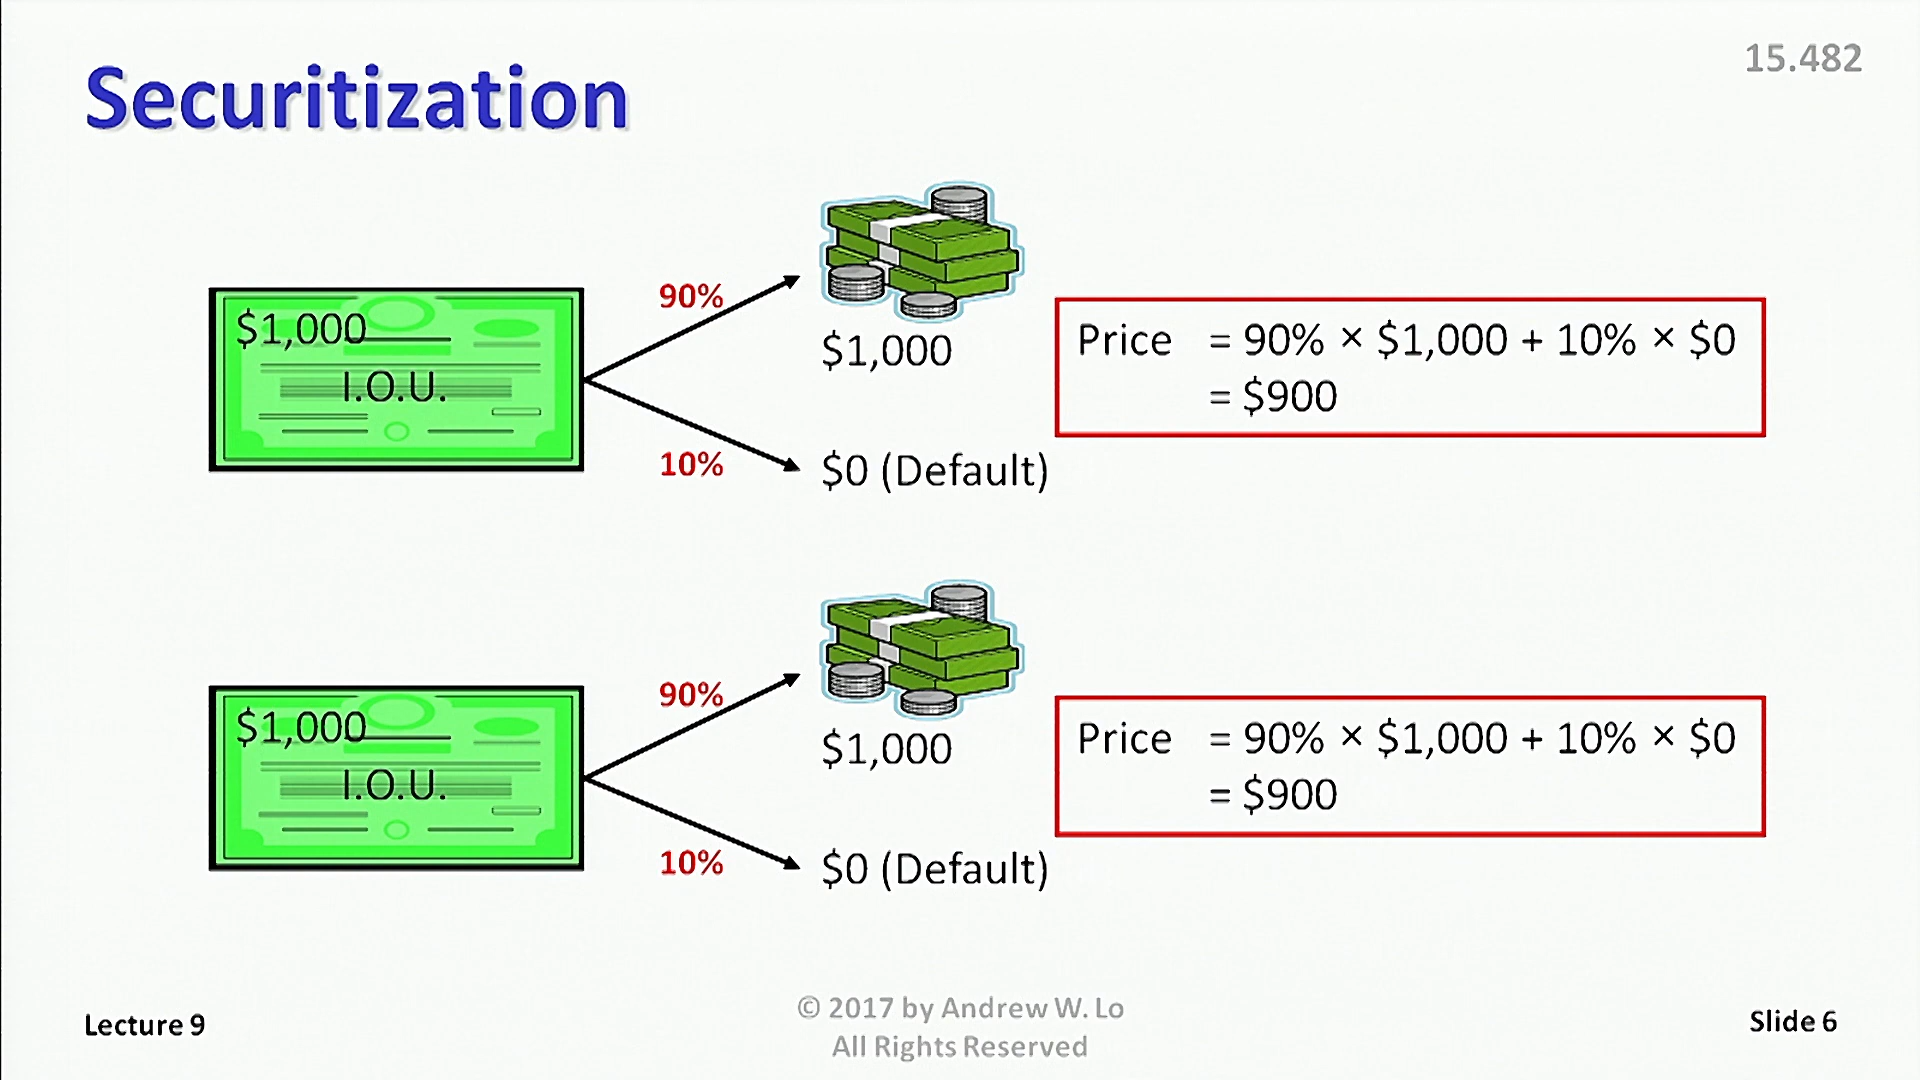 15.482
Securitization
$1,000
I.O.U.
90%
10%
$1,000
$0 (Default)
Price = 90% × $1,000 + 10% × $0
= $900
$1,000
I.O.U.
90%
10%
$1,000
$0 (Default)
Price = 90% × $1,000 + 10% × $0
= $900
Lecture 9
© 2017 by Andrew W. Lo
All Rights Reserved
Slide 6